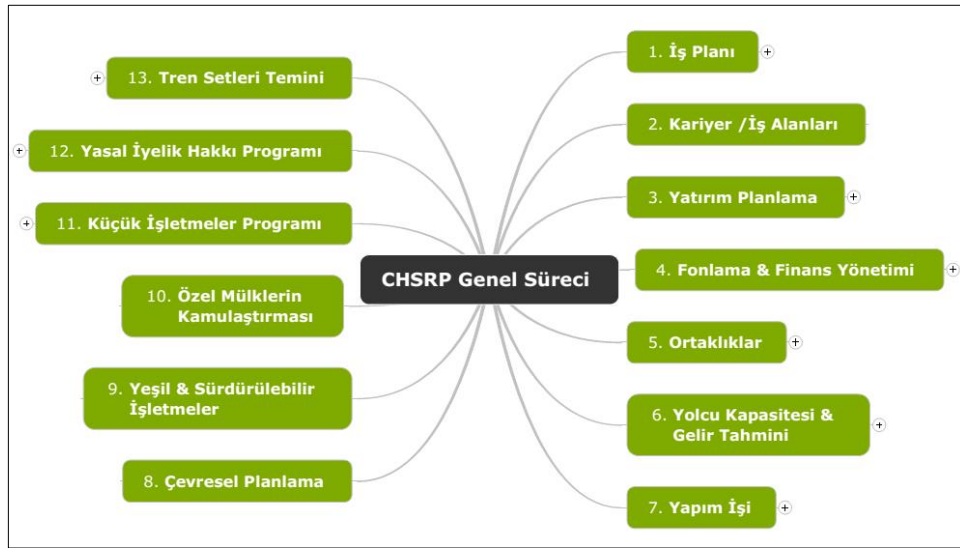 CHSRP Genel Süreci
1. İş Planı
2. Kariyer /İş Alanları
3. Yatırım Planlama
4. Fonlama & Finans Yönetimi
5. Ortaklıklar
6. Yolcu Kapasitesi &
Gelir Tahmini
7. Yapım İşi
8. Çevresel Planlama
9. Yeşil & Sürdürülebilir
İşletmeler
10. Özel Mülklerin
Kamulaştırması
11. Küçük İşletmeler Programı
12. Yasal İyelik Hakkı Programı
13. Tren Setleri Temini